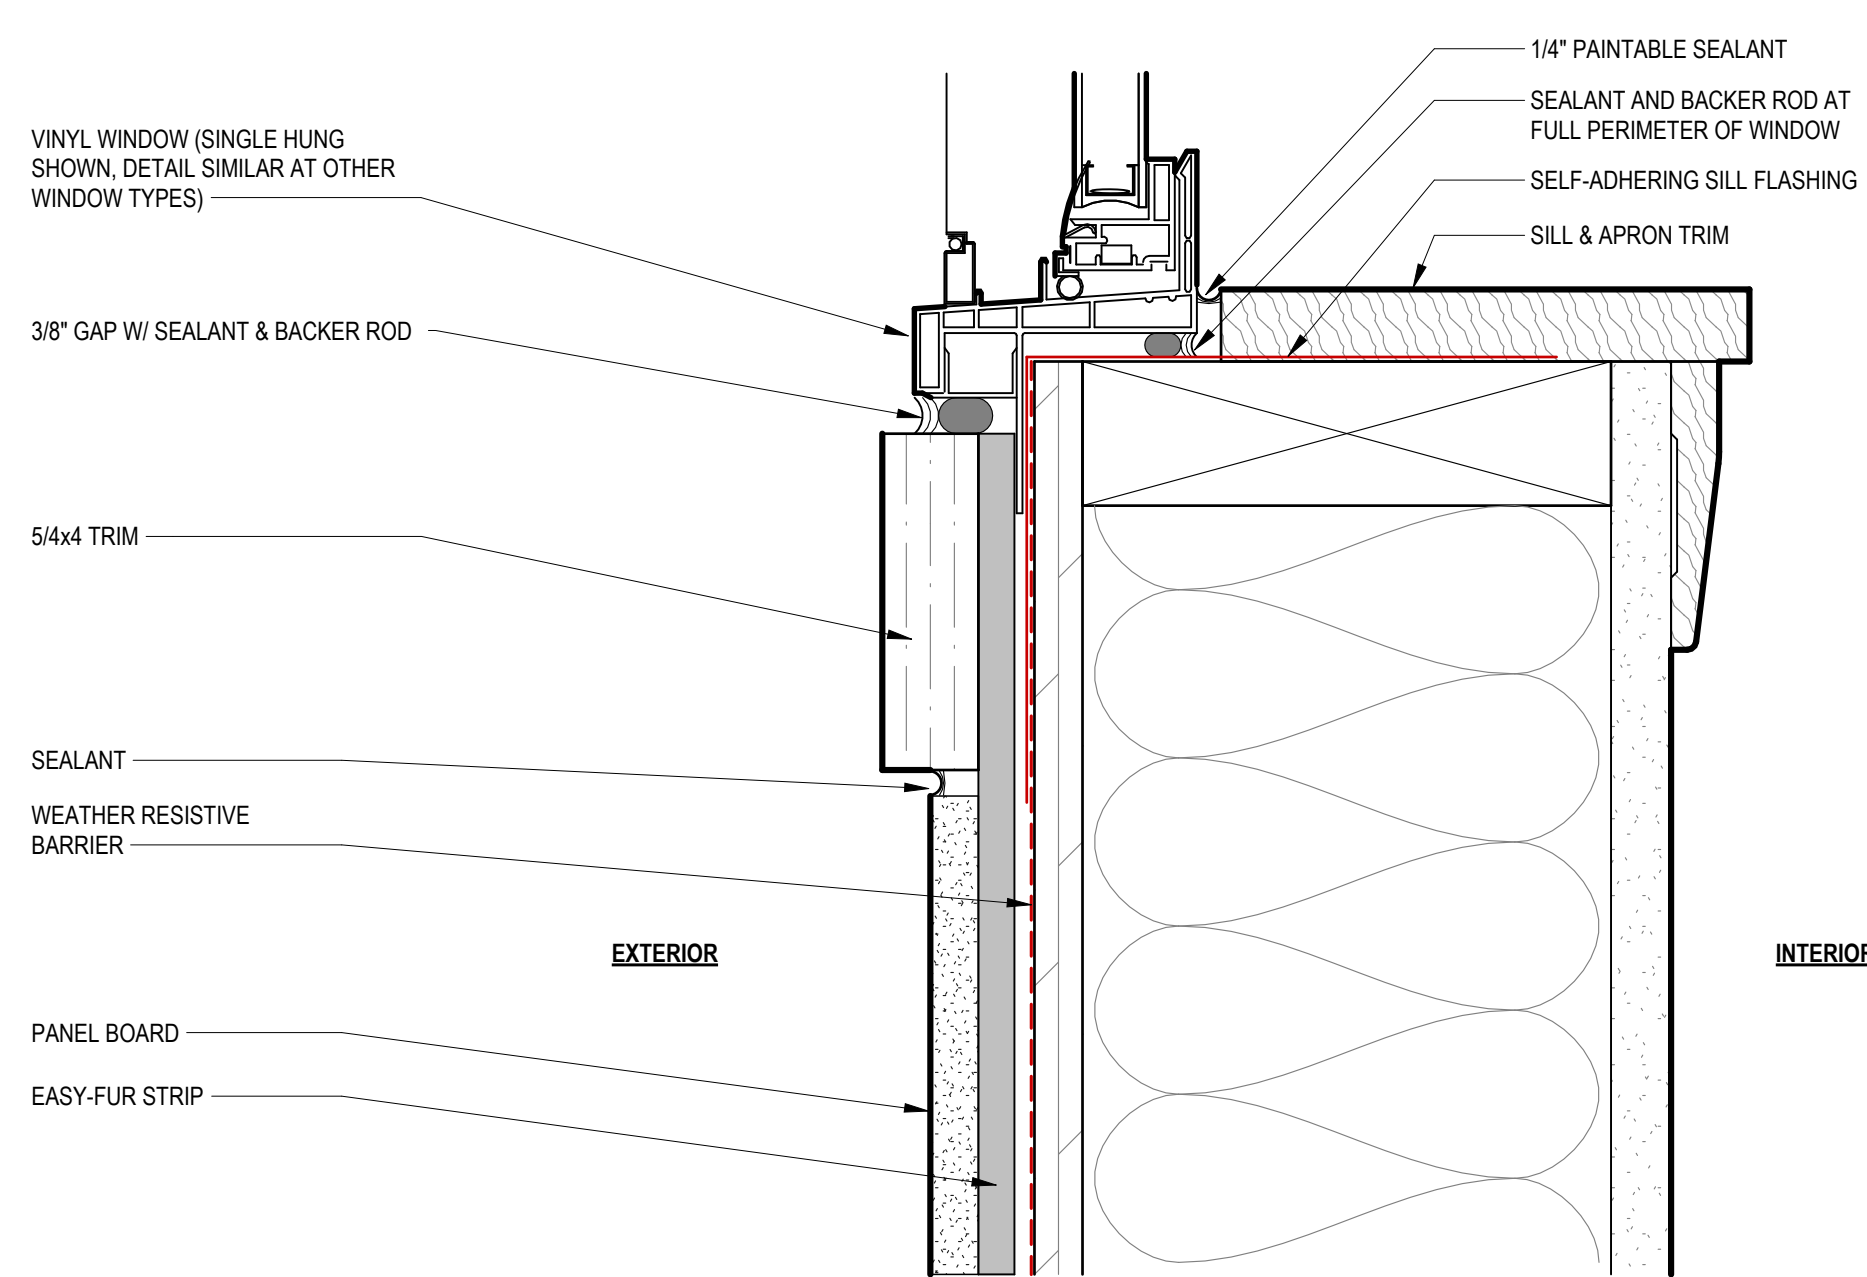 VINYL WINDOW (SINGLE HUNG
SHOWN, DETAIL SIMILAR AT OTHER
WINDOW TYPES)
3/8" GAP W/ SEALANT & BACKER ROD
5/4x4 TRIM
SEALANT
WEATHER RESISTIVE
BARRIER
EXTERIOR
PANEL BOARD
EASY-FUR STRIP
1/4" PAINTABLE SEALANT
SEALANT AND BACKER ROD AT
FULL PERIMETER OF WINDOW
SELF-ADHERING SILL FLASHING
SILL & APRON TRIM
INTERIOR